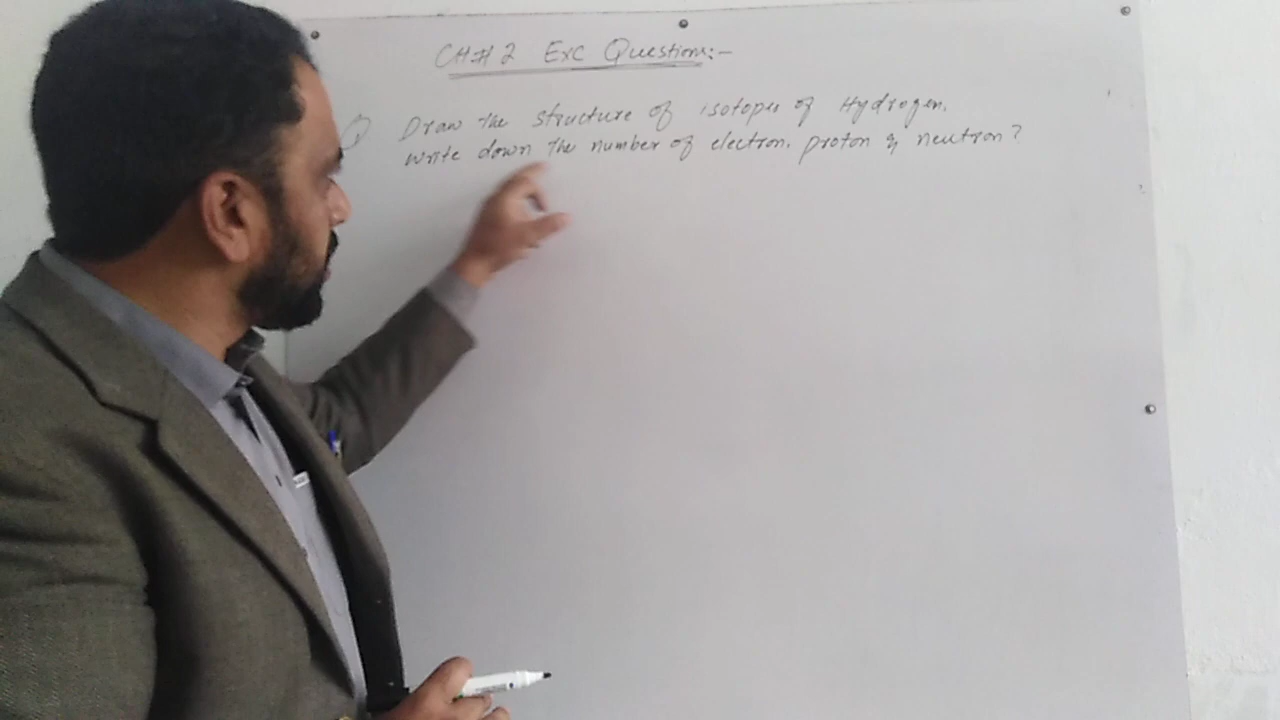 CH#2 Exc Questions:-
Q Draw the structure of isotopes of Hydrogen.
Write down the number of electron, proton & neutron?